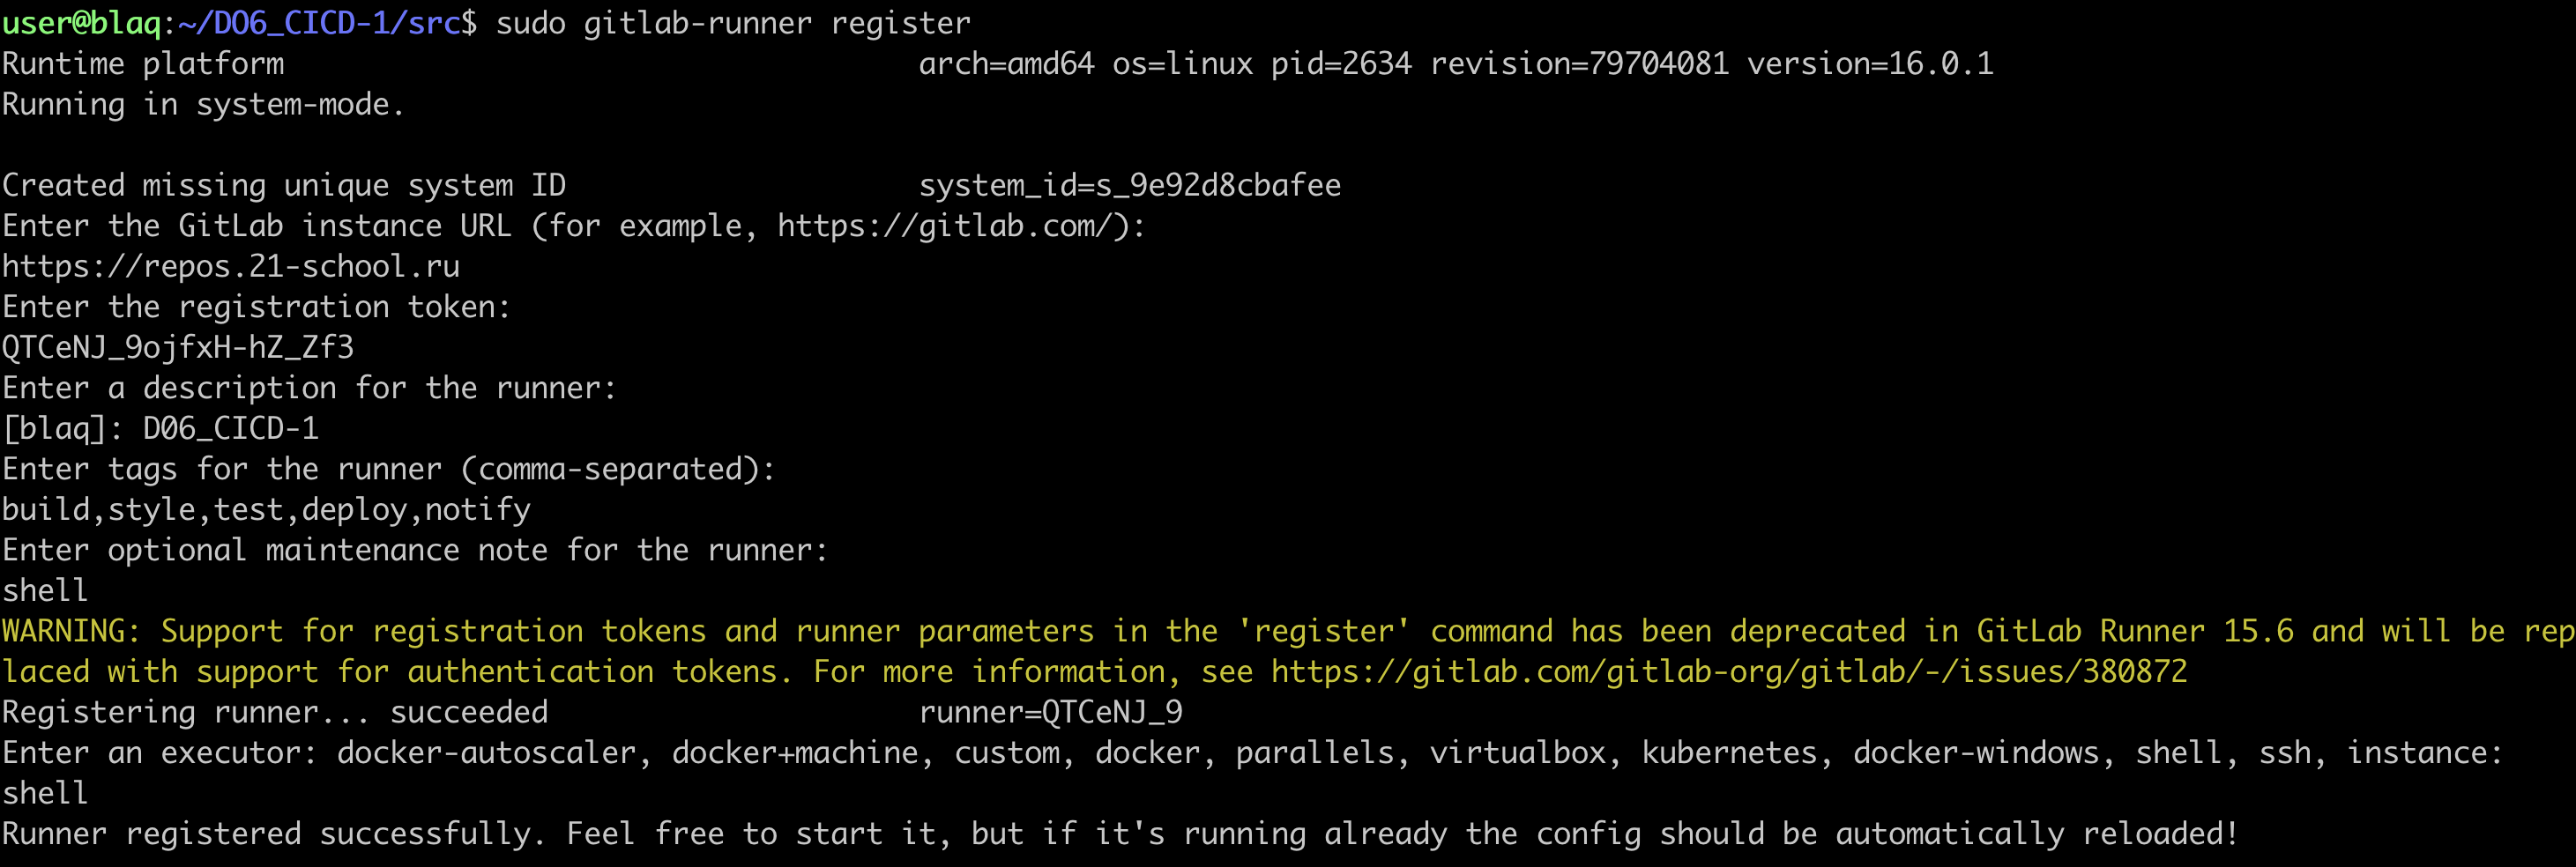 user@blaq:~/DO6_CICD-1/src$ sudo gitlab-runner register
Runtime platform                                    arch=amd64 os=linux pid=2634 revision=79704081 version=16.0.1
Running in system-mode.

Created missing unique system ID                    system_id=s_9e92d8cbafee
Enter the GitLab instance URL (for example, https://gitlab.com/):
https://repos.21-school.ru
Enter the registration token:
QTCeNJ_9ojfxH-hZ_Zf3
Enter a description for the runner:
[blaq]: D06_CICD-1
Enter tags for the runner (comma-separated):
build,style,test,deploy,notify
Enter optional maintenance note for the runner:
shell
WARNING: Support for registration tokens and runner parameters in the 'register' command has been deprecated in GitLab Runner 15.6 and will be rep
laced with support for authentication tokens. For more information, see https://gitlab.com/gitlab-org/gitlab/-/issues/380872
Registering runner... succeeded                     runner=QTCeNJ_9
Enter an executor: docker-autoscaler, docker+machine, custom, docker, parallels, virtualbox, kubernetes, docker-windows, shell, ssh, instance:
shell
Runner registered successfully. Feel free to start it, but if it's running already the config should be automatically reloaded!